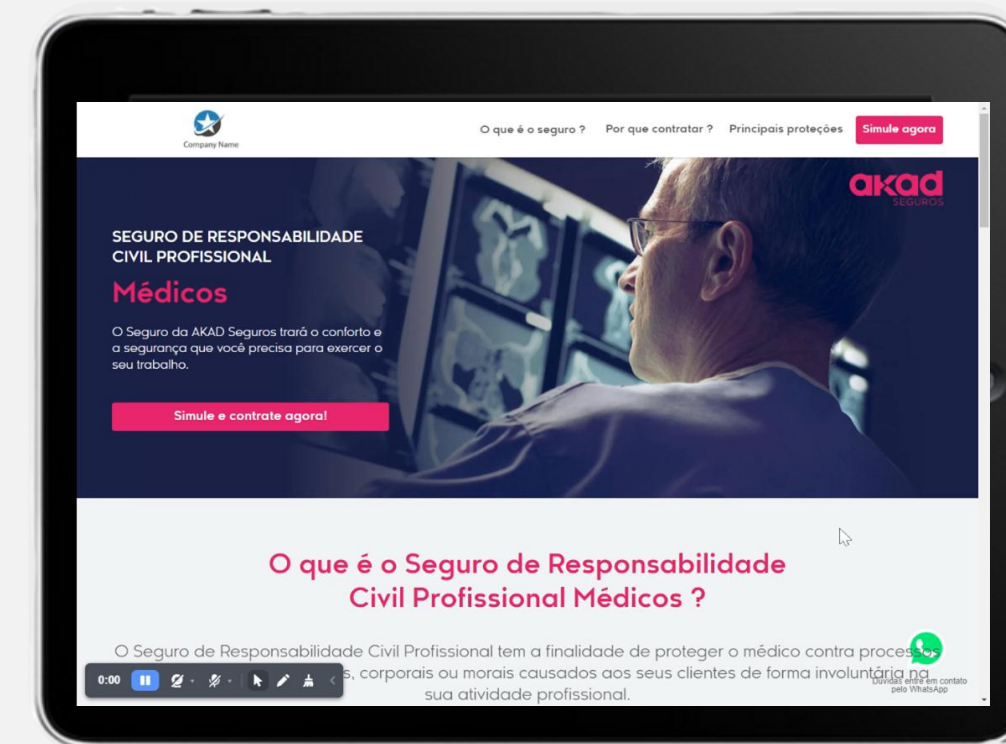 Company Name
O que é o seguro ? Por que contratar ? Principais proteções Simule agora
akad
SEGUROS
SEGURO DE RESPONSABILIDADE
CIVIL PROFISSIONAL
Médicos
O Seguro da AKAD Seguros trará o conforto e
a segurança que você precisa para exercer o
seu trabalho.
Simule e contrate agora!
O que é o Seguro de Responsabilidade
Civil Profissional Médicos ?
O Seguro de Responsabilidade Civil Profissional tem a finalidade de proteger o médico contra processos
s, corporais ou morais causados aos seus clientes de forma involuntária na
sua atividade profissional.
0:00
Dúvidas entre em contato
pelo WhatsApp